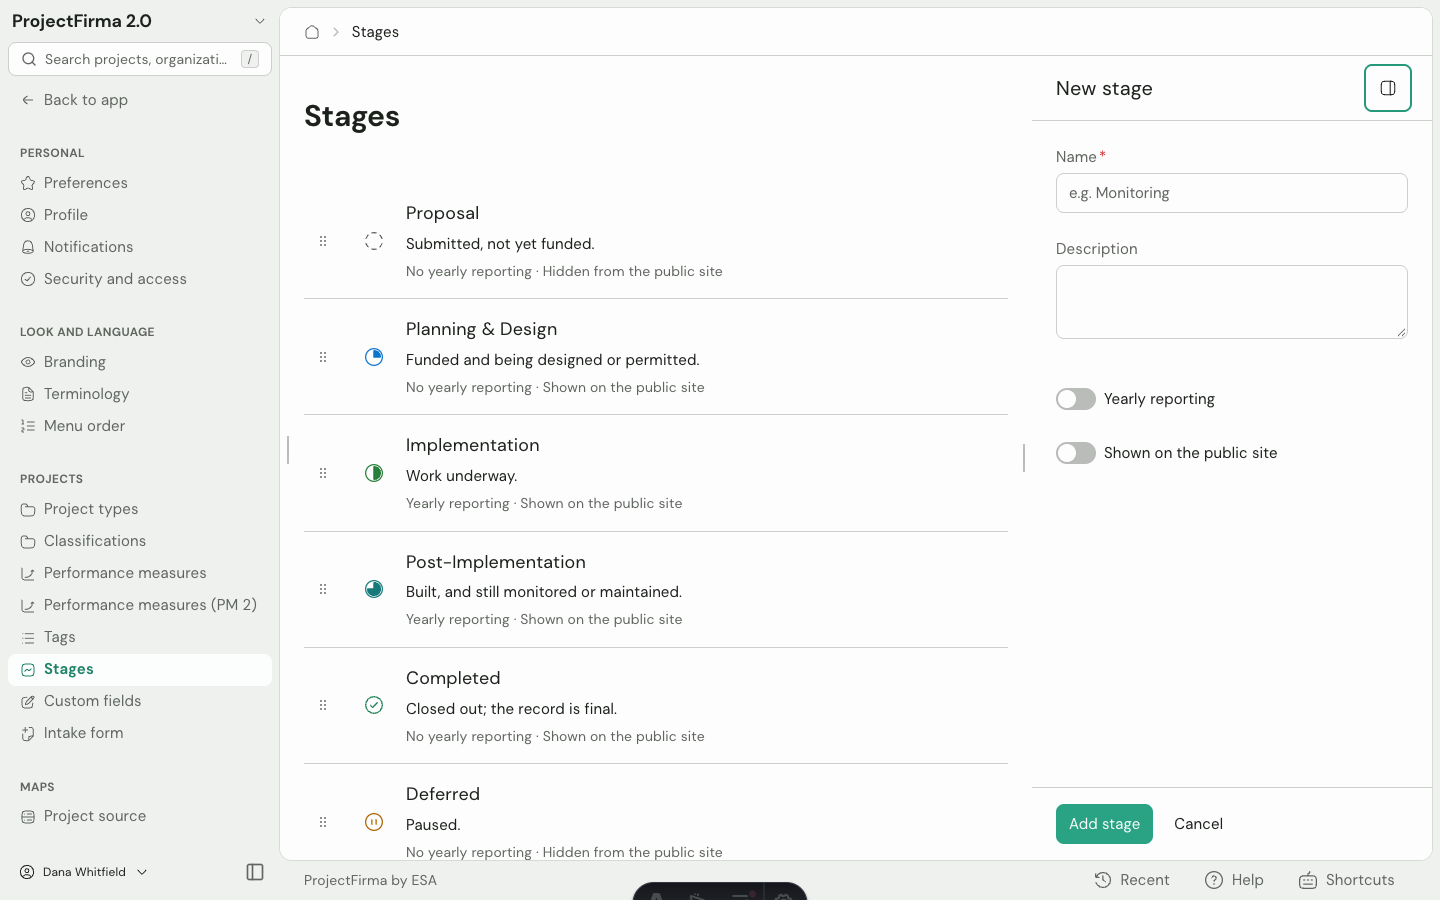 ProjectFirma 2.0
Search projects, organizati... /
Back to app
PERSONAL
Preferences
Profile
Notifications
Security and access
LOOK AND LANGUAGE
Branding
Terminology
Menu order
PROJECTS
Project types
Classifications
Performance measures
Performance measures (PM 2)
Tags
Stages
Custom fields
Intake form
MAPS
Project source
Dana Whitfield
Stages
Stages
Proposal
Submitted, not yet funded.
No yearly reporting · Hidden from the public site
Planning & Design
Funded and being designed or permitted.
No yearly reporting · Shown on the public site
Implementation
Work underway.
Yearly reporting · Shown on the public site
Post-Implementation
Built, and still monitored or maintained.
Yearly reporting · Shown on the public site
Completed
Closed out; the record is final.
No yearly reporting · Shown on the public site
Deferred
Paused.
No yearly reporting · Hidden from the public site
New stage
Name*
e.g. Monitoring
Description
Yearly reporting
Shown on the public site
Add stage Cancel
ProjectFirma by ESA
Recent Help Shortcuts